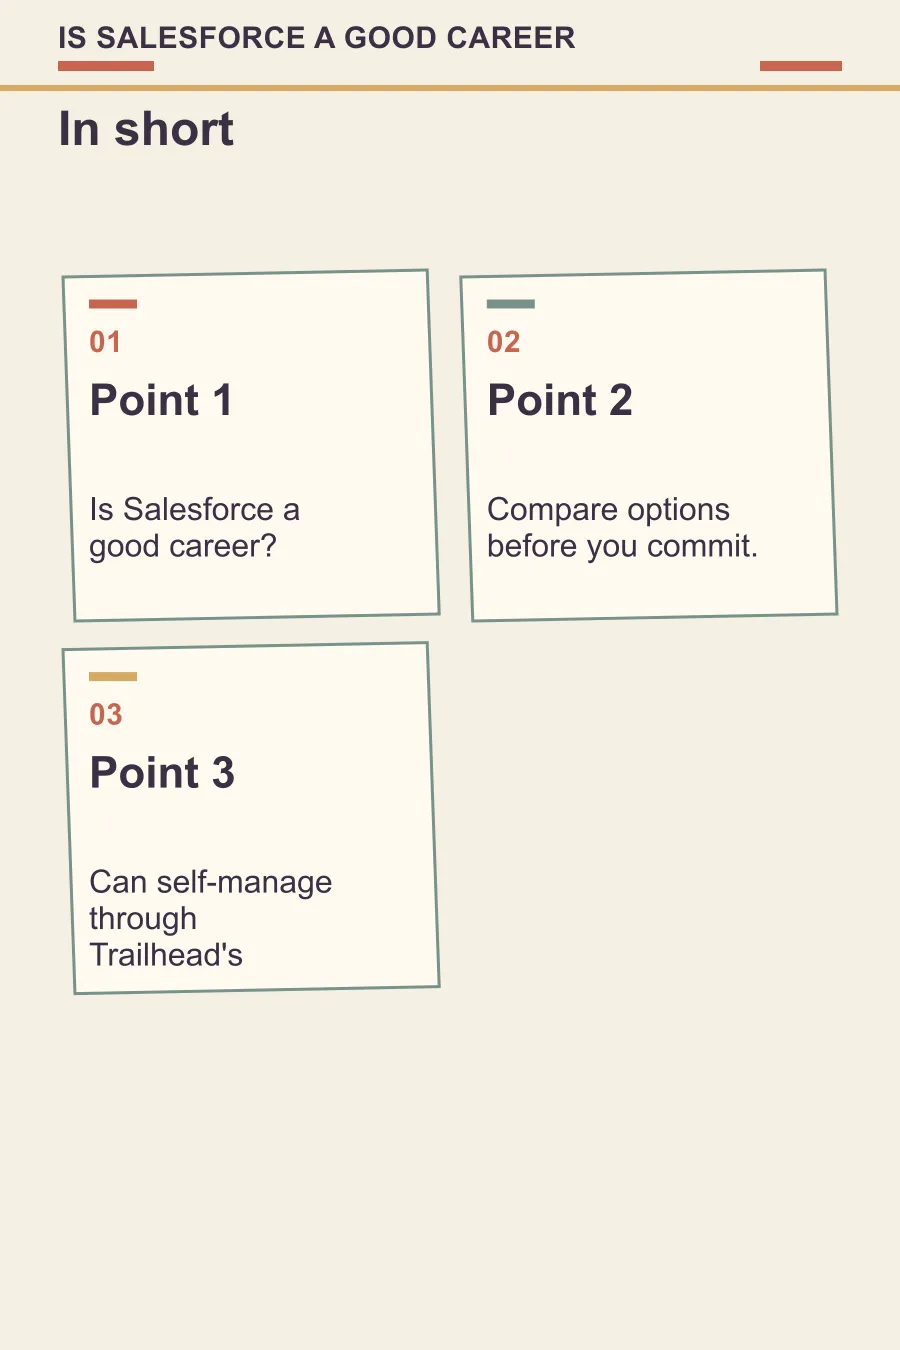 IS SALESFORCE A GOOD CAREER
In short
01
Point 1
Is Salesforce a
good career?
02
Point 2
Compare options
before you commit.
03
Point 3
Can self-manage
through
Trailhead's